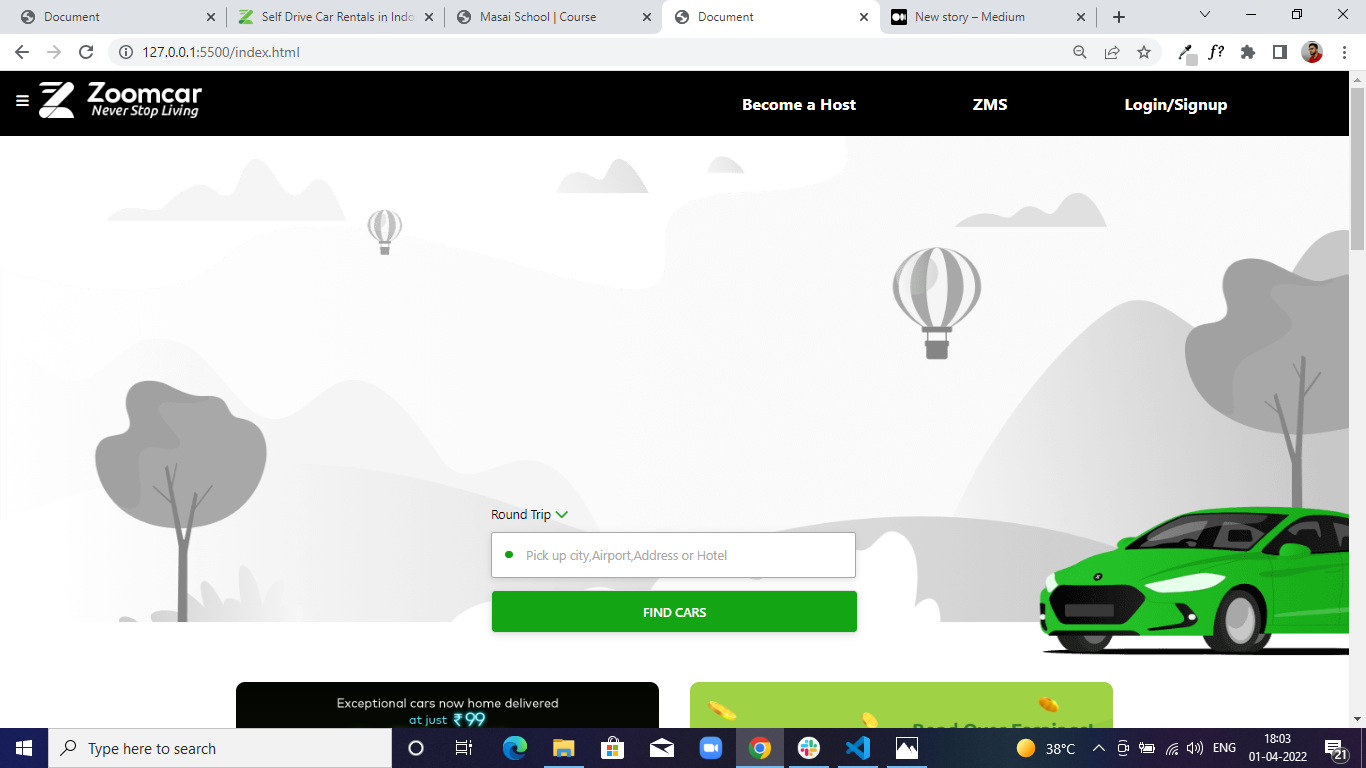 Document
Self Drive Car Rentals in Indo
Masai School | Course
Document
New story – Medium
127.0.0.1:5500/index.html
f?
Zoomcar
Never Stop Living
Become a Host
ZMS
Login/Signup
Round Trip
Pick up city,Airport,Address or Hotel
FIND CARS
Exceptional cars now home delivered
at just ₹99
Type here to search
38°C
ENG
18:03
01-04-2022
21